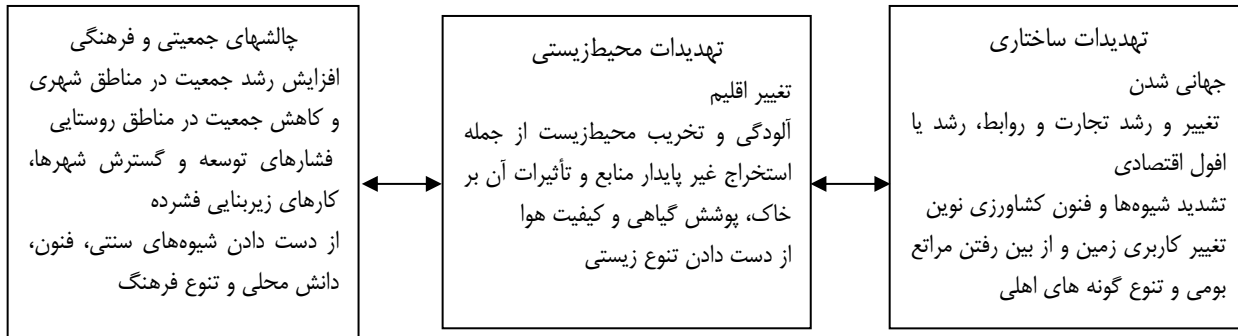 تهدیدات ساختاری
جهانی شدن
تغییر و رشد تجارت و روابط، رشد یا
افول اقتصادی
تشدید شیوه‌ها و فنون کشاورزی نوین
تغییر کاربری زمین و از بین رفتن مراتع
بومی و تنوع گونه های اهلی
تهدیدات محیط‌زیستی
تغییر اقلیم
آلودگی و تخریب محیط‌زیست از جمله
استخراج غیر پایدار منابع و تأثیرات آن بر
خاک، پوشش گیاهی و کیفیت هوا
از دست دادن تنوع زیستی
چالشهای جمعیتی و فرهنگی
افزایش رشد جمعیت در مناطق شهری
و کاهش جمعیت در مناطق روستایی
فشارهای توسعه و گسترش شهرها،
کارهای زیربنایی فشرده
از دست دادن شیوه‌های سنتی، فنون،
دانش محلی و تنوع فرهنگ